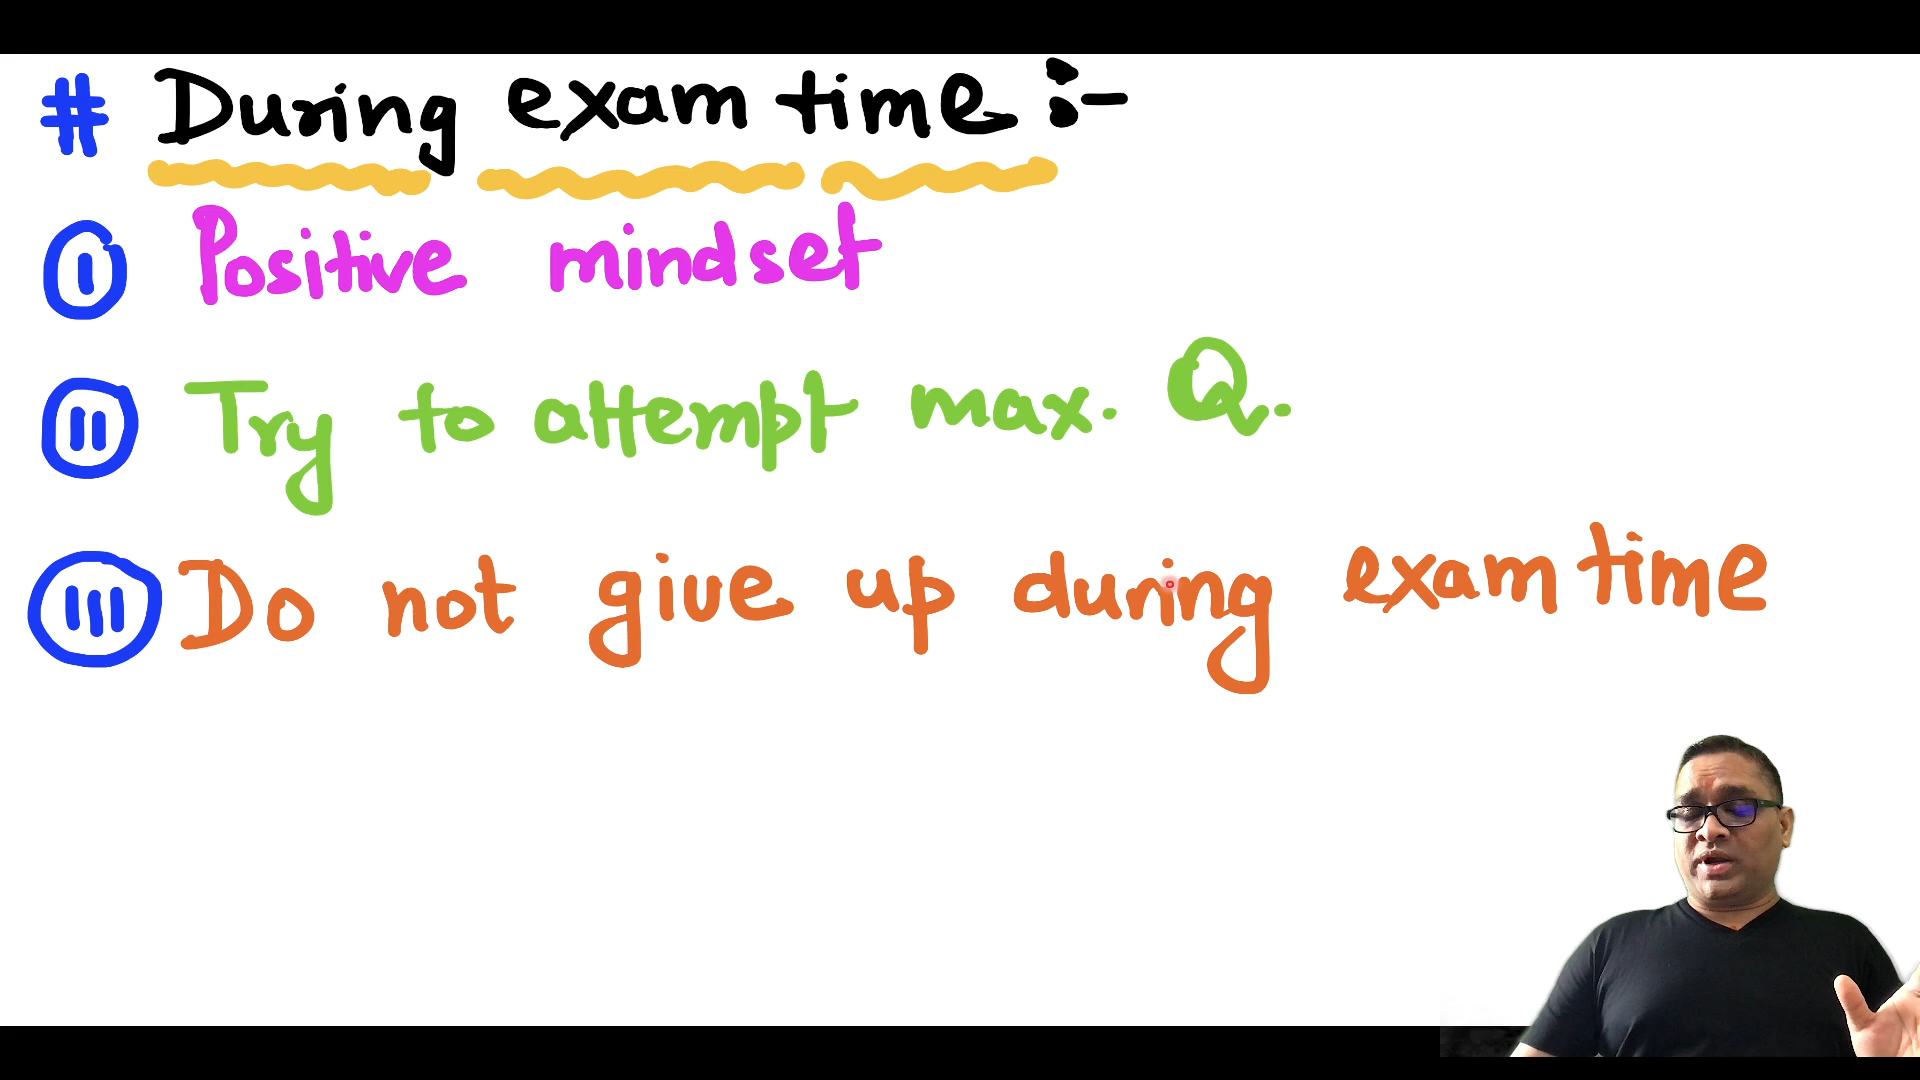 # During exam time :-
(I) Positive mindset
(II) Try to attempt max. Q.
(III) Do not give up during exam time